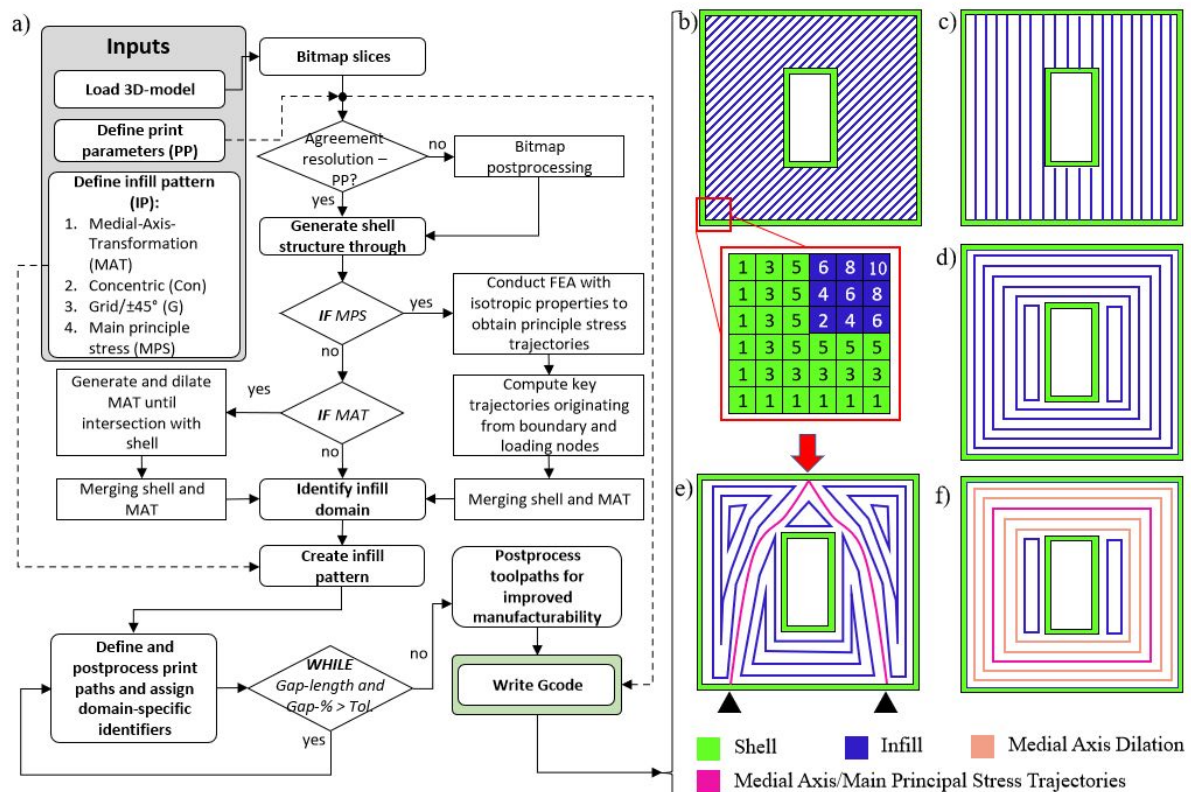 a)
Inputs
Load 3D-model
Define print
parameters (PP)
Define infill pattern
(IP):
1. Medial-Axis-
Transformation
(MAT)
2. Concentric (Con)
3. Grid/±45° (G)
4. Main principle
stress (MPS)
Bitmap slices
Agreement
resolution –
PP?
no
yes
Bitmap
postprocessing
Generate shell
structure through
IF MPS
yes
no
Conduct FEA with
isotropic properties to
obtain principle stress
trajectories
Compute key
trajectories originating
from boundary and
loading nodes
Merging shell and MAT
IF MAT
yes
no
Generate and dilate
MAT until
intersection with
shell
Merging shell and
MAT
Identify infill
domain
Create infill
pattern
Define and
postprocess print
paths and assign
domain-specific
identifiers
WHILE
Gap-length and
Gap-% > Tol.
yes
no
Postprocess
toolpaths for
improved
manufacturability
Write Gcode
b)
1 3 5 6 8 10
1 3 5 4 6 8
1 3 5 2 4 6
1 3 5 5 5 5
1 3 3 3 3 3
1 1 1 1 1 1
c)
d)
e)
f)
Shell
Infill
Medial Axis Dilation
Medial Axis/Main Principal Stress Trajectories